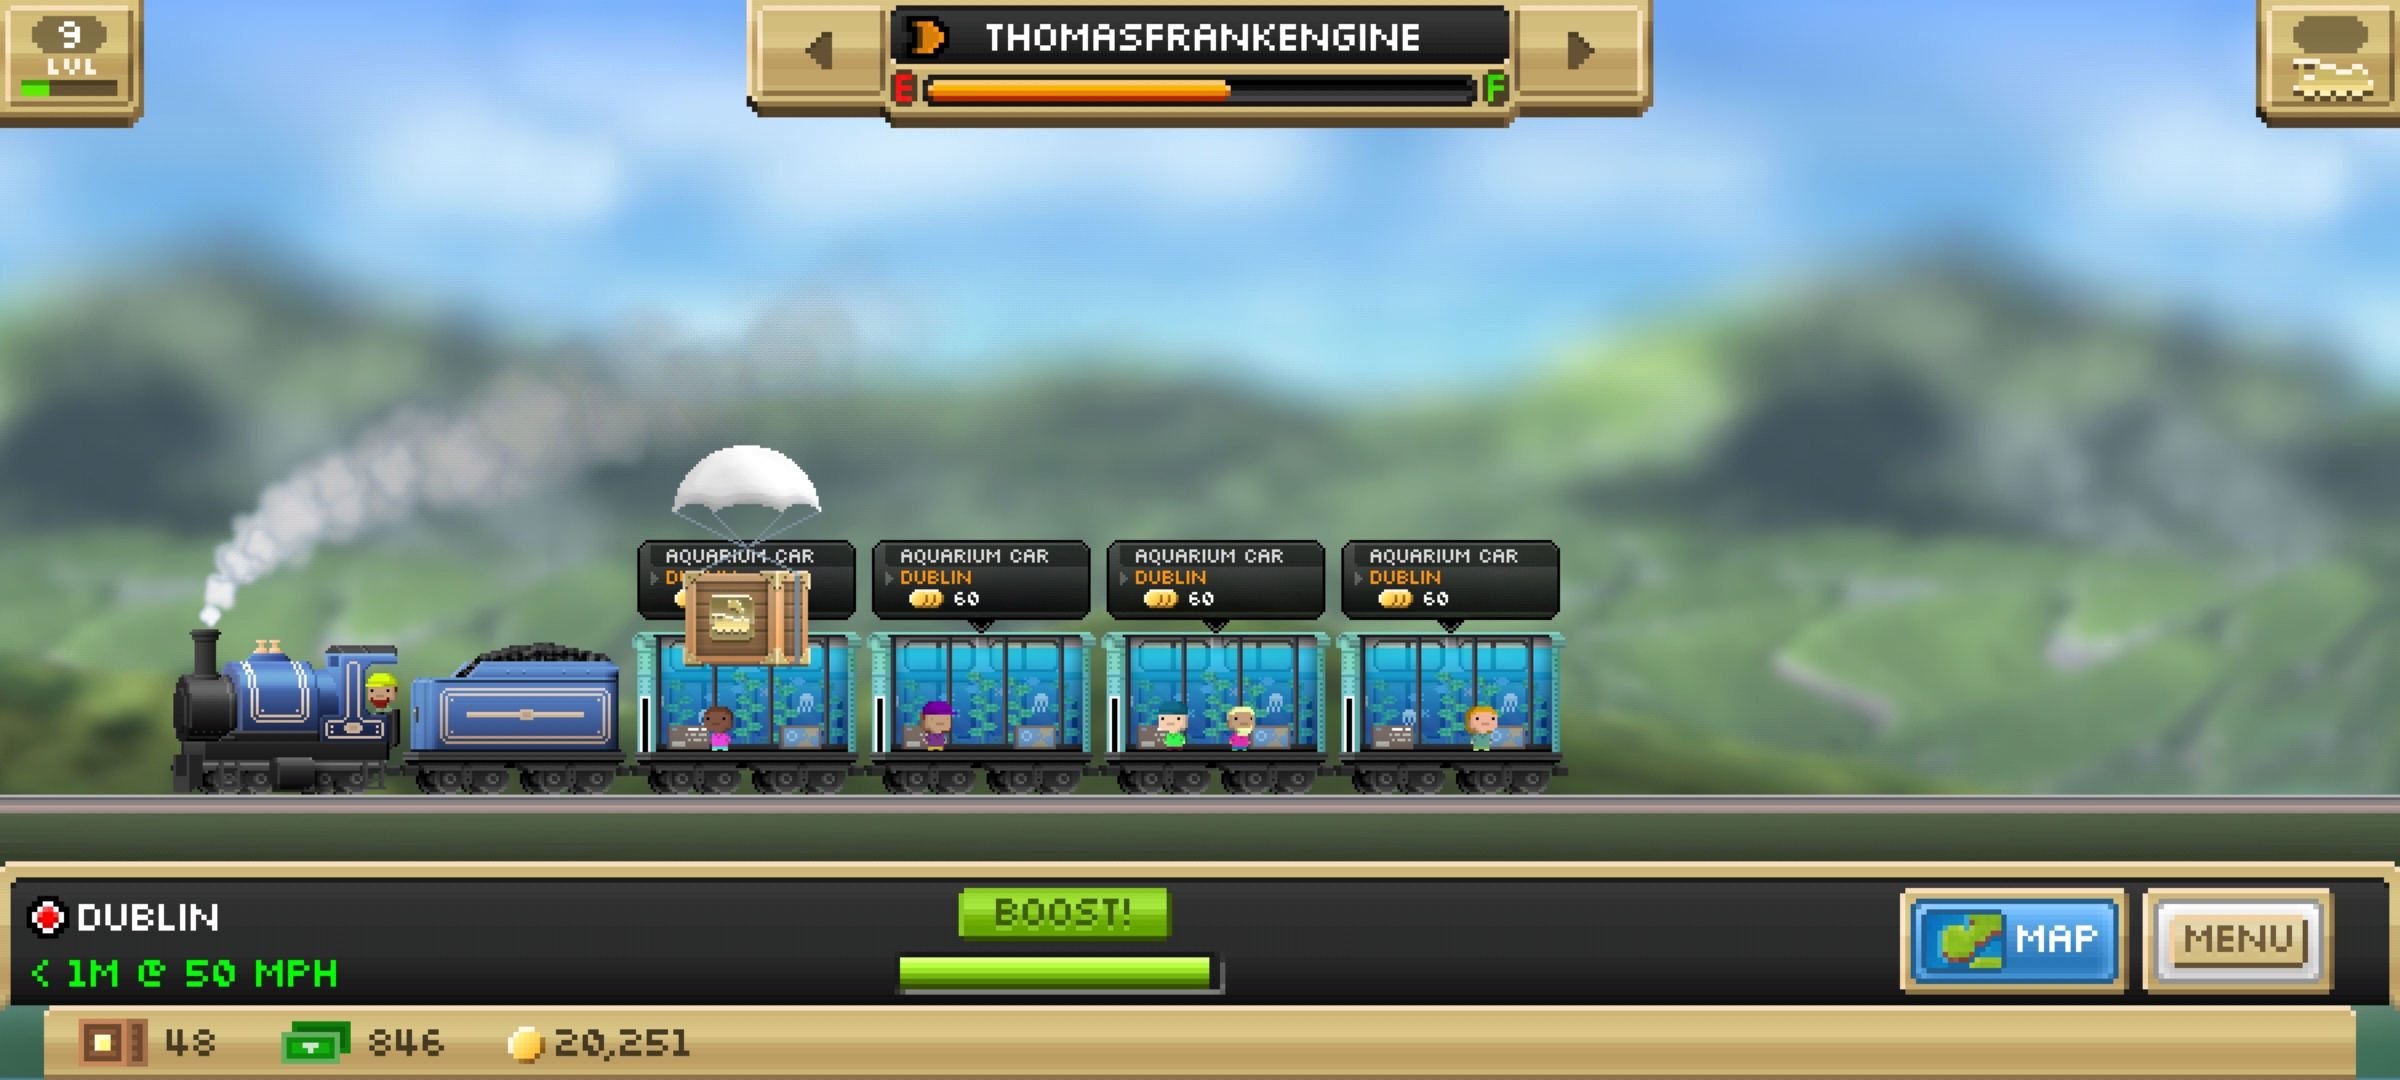 9
LVL
THOMASFRANKENGINE
E F
AQUARIUM CAR
AQUARIUM CAR
DUBLIN
60
AQUARIUM CAR
DUBLIN
60
AQUARIUM CAR
DUBLIN
60
DUBLIN
< 1M @ 50 MPH
BOOST!
MAP
MENU
48
846
20,251